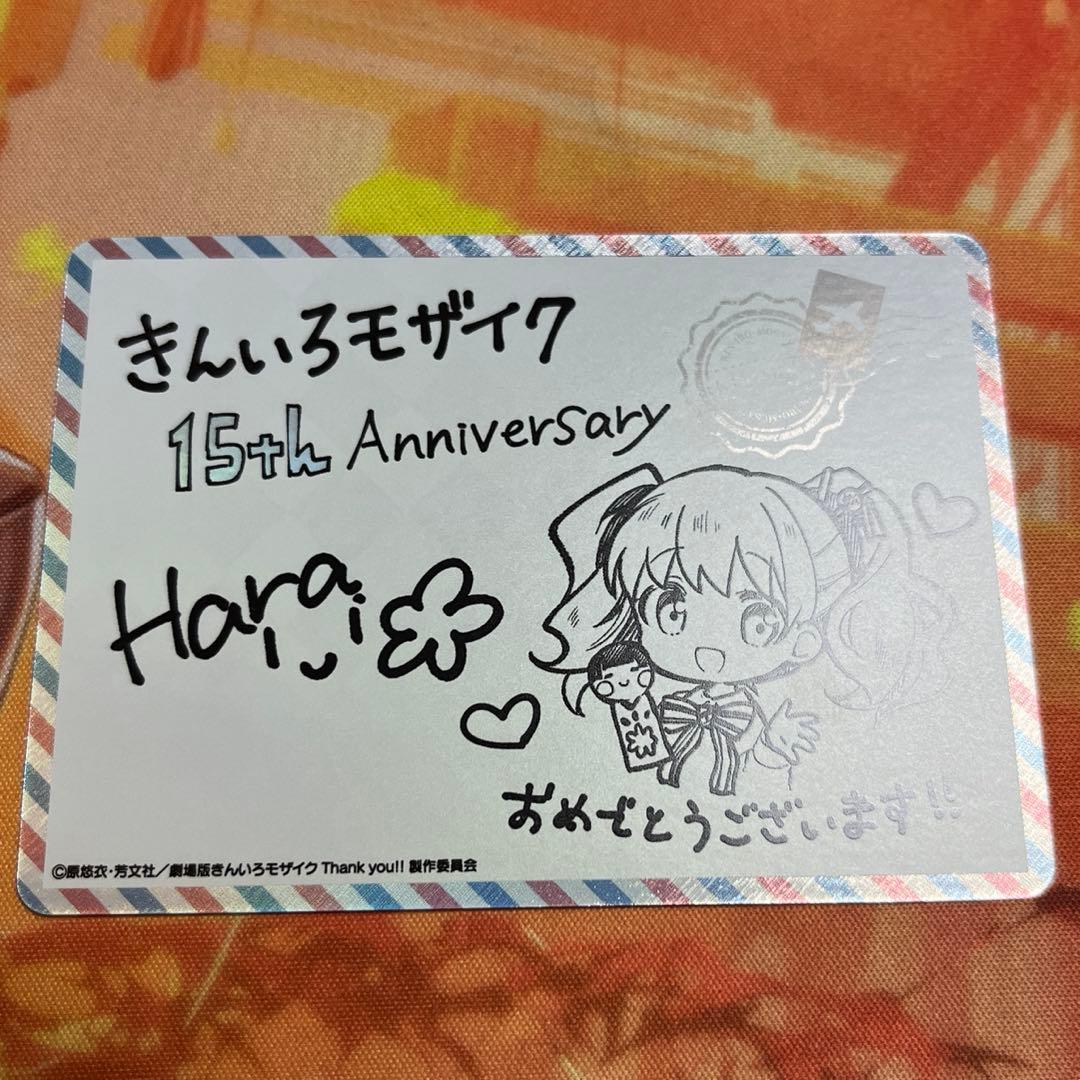 きんいろモザイク
15th Anniversary
Harui
おめでとうございます!!
©原悠衣・芳文社／劇場版きんいろモザイク Thank you!! 製作委員会